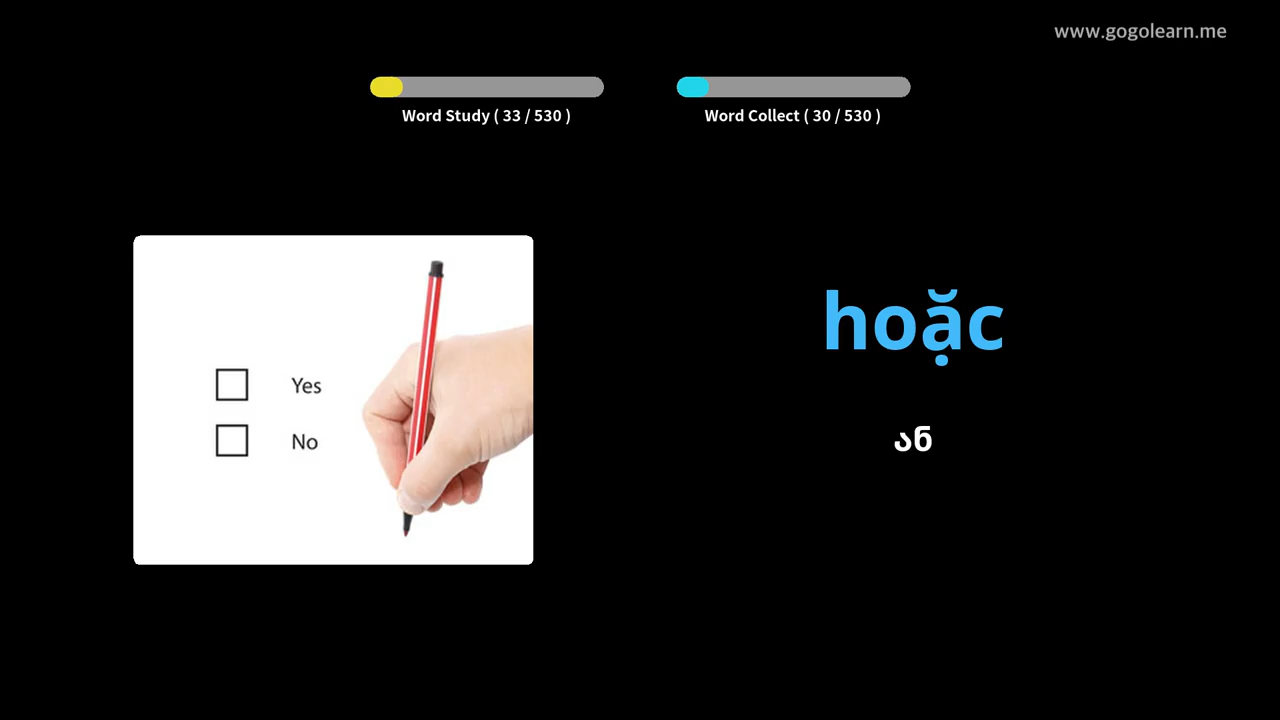 www.gogolearn.me
Word Study ( 33 / 530 )
Word Collect ( 30 / 530 )
Yes
No
hoặc
ან